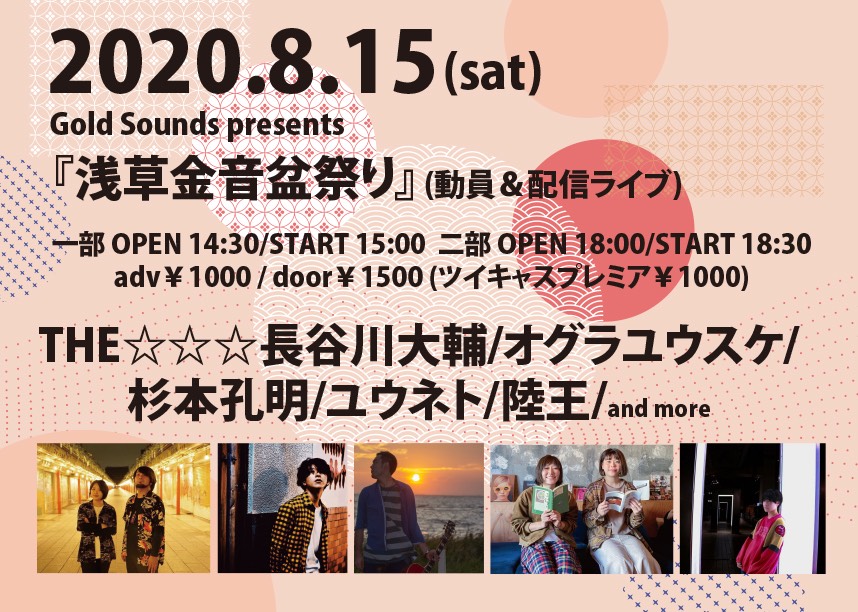 2020.8.15(sat)
Gold Sounds presents
『浅草金音盆祭り』(動員＆配信ライブ)
一部 OPEN 14:30/START 15:00 二部 OPEN 18:00/START 18:30
adv￥1000 / door￥1500 (ツイキャスプレミア￥1000)
THE☆☆☆長谷川大輔/オグラユウスケ/
杉本孔明/ユウネト/陸王/and more